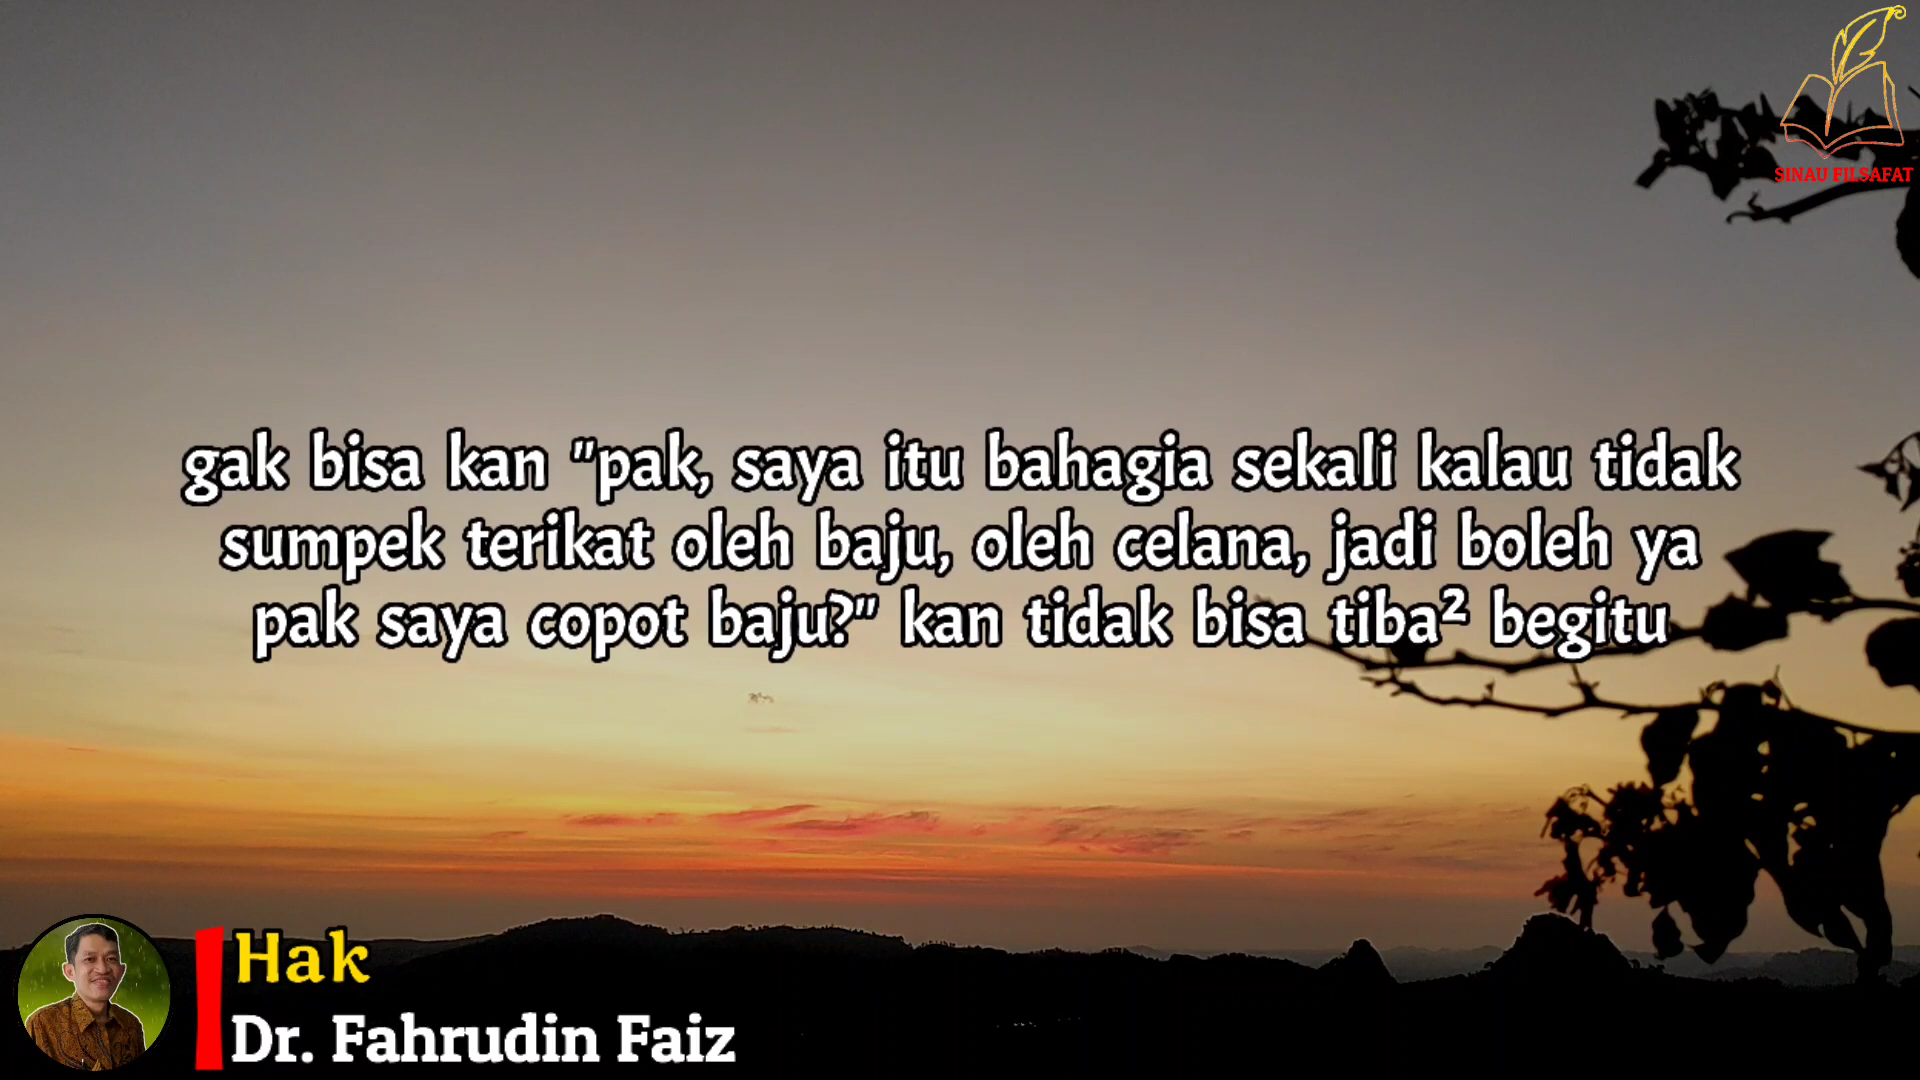 SINAU FILSAFAT
gak bisa kan "pak, saya itu bahagia sekali kalau tidak
sumpek terikat oleh baju, oleh celana, jadi boleh ya
pak saya copot baju?" kan tidak bisa tiba² begitu
Hak
Dr. Fahrudin Faiz